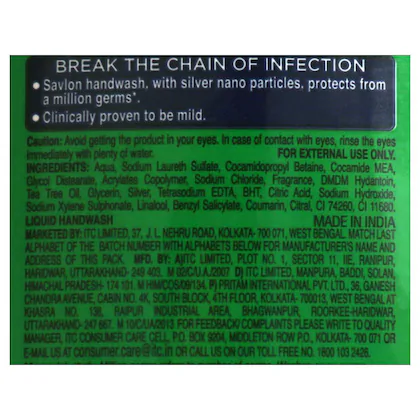 BREAK THE CHAIN OF INFECTION
• Savlon handwash, with silver nano particles, protects from
a million germs*.
• Clinically proven to be mild.
Caution: Avoid getting the product in your eyes. In case of contact with eyes, rinse the eyes
immediately with plenty of water. FOR EXTERNAL USE ONLY.
INGREDIENTS: Aqua, Sodium Laureth Sulfate, Cocamidopropyl Betaine, Cocamide MEA,
Glycol Distearate, Acrylates Copolymer, Sodium Chloride, Fragrance, DMDM Hydantoin,
Tea Tree Oil, Glycerin, Silver, Tetrasodium EDTA, BHT, Citric Acid, Sodium Hydroxide,
Sodium Xylene Sulphonate, Linalool, Benzyl Salicylate, Coumarin, Citral, CI 74260, CI 11680.
LIQUID HANDWASH MADE IN INDIA
MARKETED BY: ITC LIMITED, 37, J. L. NEHRU ROAD, KOLKATA- 700 071, WEST BENGAL. MATCH LAST
ALPHABET OF THE BATCH NUMBER WITH ALPHABETS BELOW FOR MANUFACTURER'S NAME AND
ADDRESS OF THIS PACK. MFD. BY.: A) ITC LIMITED, PLOT NO. 1, SECTOR 11, IIE, RANIPUR,
HARIDWAR, UTTARAKHAND- 249 403. M 02/C/UA/2007 D) ITC LIMITED, MANPURA, BADDI, SOLAN,
HIMACHAL PRADESH- 174 101. M HIM/COS/09/134. P) PRITAM INTERNATIONAL PVT LTD., 36, GANESH
CHANDRA AVENUE, CABIN NO. 4K, SOUTH BLOCK, 4TH FLOOR, KOLKATA-700013, WEST BENGAL AT
KHASRA NO. 138, RAIPUR INDUSTRIAL AREA, BHAGWANPUR, ROORKEE-HARIDWAR,
UTTARAKHAND- 247 667. M 10/C/UA/2013 FOR FEEDBACK/ COMPLAINTS PLEASE WRITE TO QUALITY
MANAGER, ITC CONSUMER CARE CELL, P.O. BOX 9204, MIDDLETON ROW P.O., KOLKATA- 700 071 OR
E-MAIL US AT consumer.care@itc.in OR CALL US ON OUR TOLL FREE NO. 1800 103 2426.